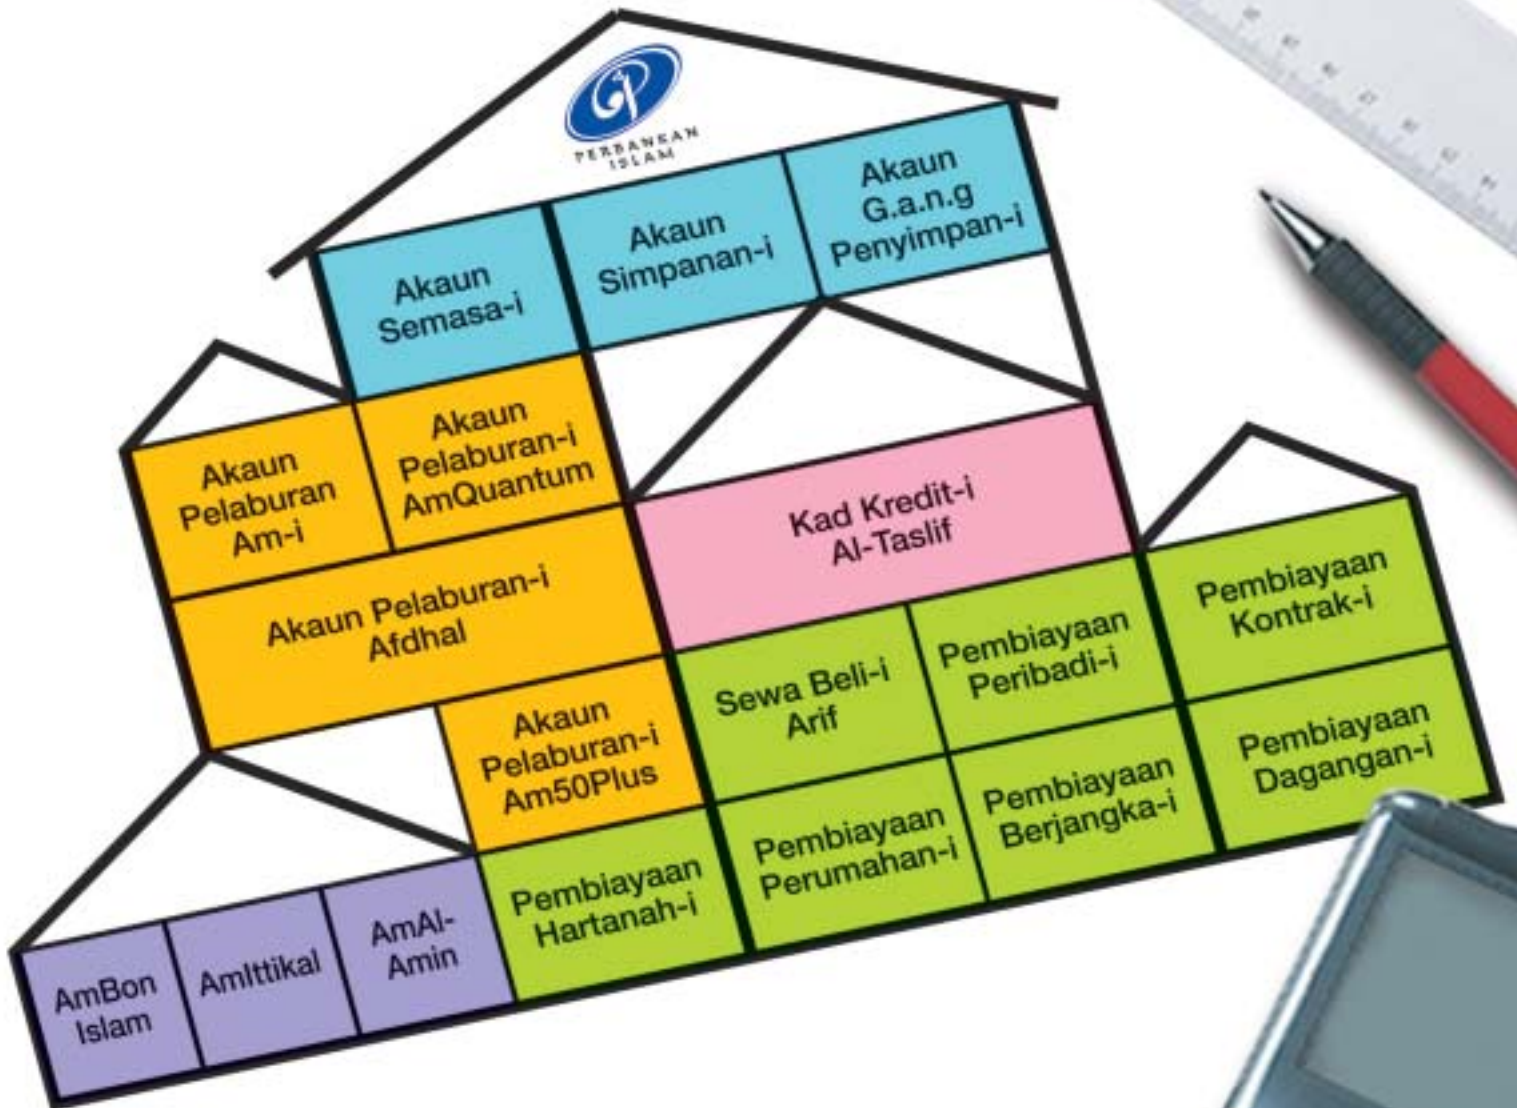 PERBANKAN
ISLAM
Akaun
Semasa-i
Akaun
Simpanan-i
Akaun
G.a.n.g
Penyimpan-i
Akaun
Pelaburan
Am-i
Akaun
Pelaburan-i
AmQuantum
Kad Kredit-i
Al-Taslif
Akaun Pelaburan-i
Afdhal
Pembiayaan
Kontrak-i
Sewa Beli-i
Arif
Pembiayaan
Peribadi-i
Akaun
Pelaburan-i
Am50Plus
Pembiayaan
Dagangan-i
Pembiayaan
Perumahan-i
Pembiayaan
Berjangka-i
AmBon
Islam
AmIttikal
AmAl-
Amin
Pembiayaan
Hartanah-i